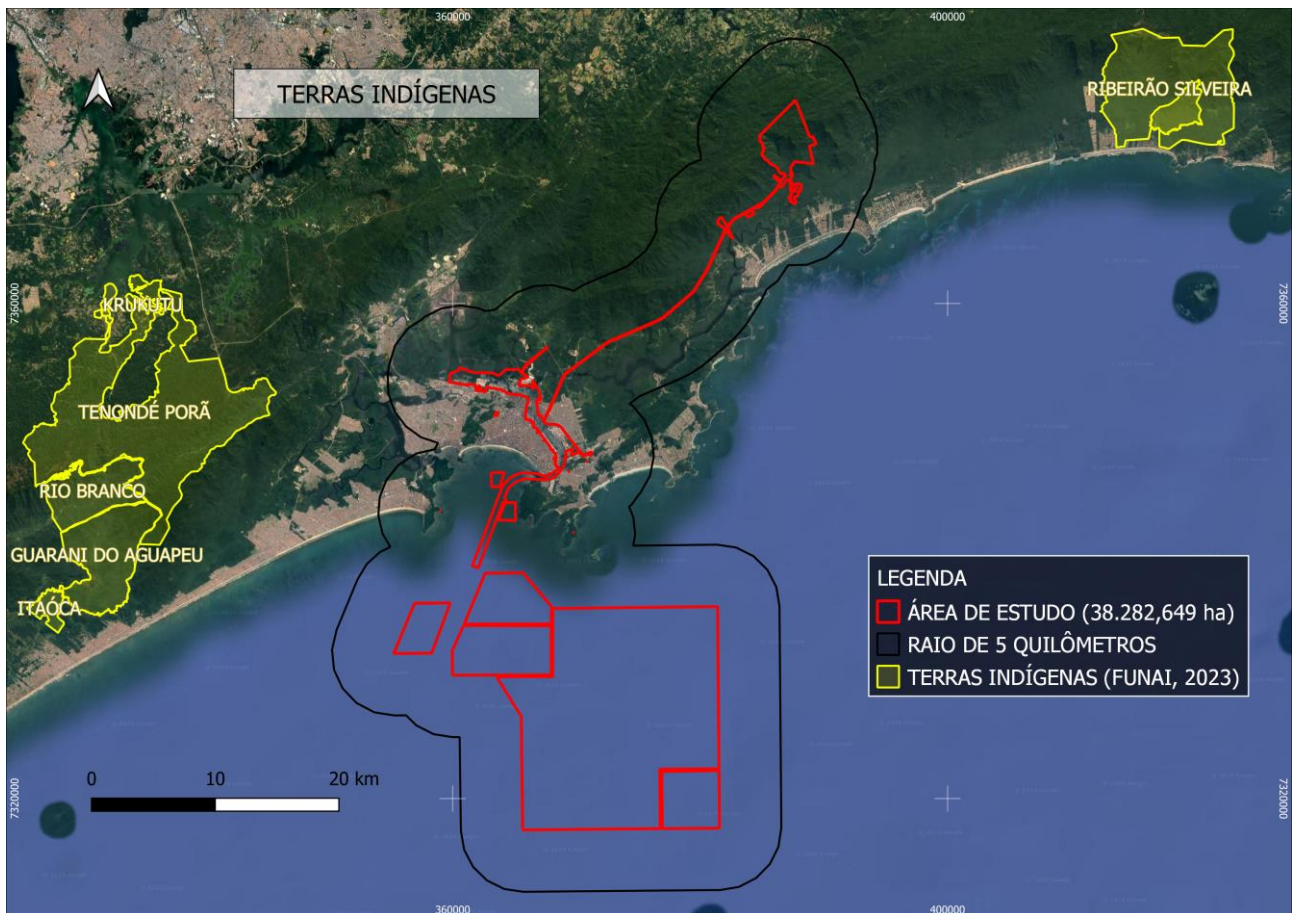 360000
400000
TERRAS INDÍGENAS
RIBEIRÃO SILVEIRA
7360000
7360000
KRUKUTU
TENONDÉ PORÃ
RIO BRANCO
GUARANI DO AGUAPEU
ITAÓCA
LEGENDA
ÁREA DE ESTUDO (38.282,649 ha)
RAIO DE 5 QUILÔMETROS
TERRAS INDÍGENAS (FUNAI, 2023)
0 10 20 km
7320000
7320000
360000
400000